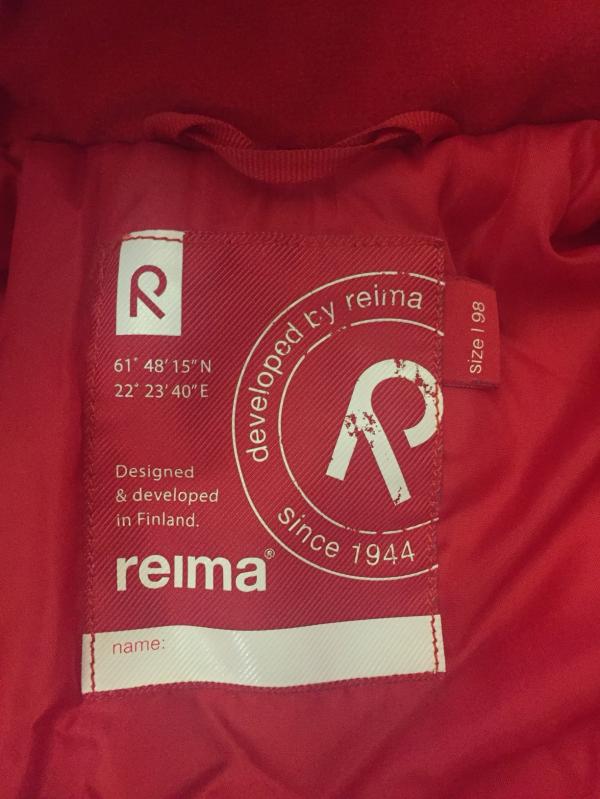 61° 48' 15" N
22° 23' 40" E
Designed
& developed
in Finland.
reima®
developed by reima
since 1944
size | 98
name: